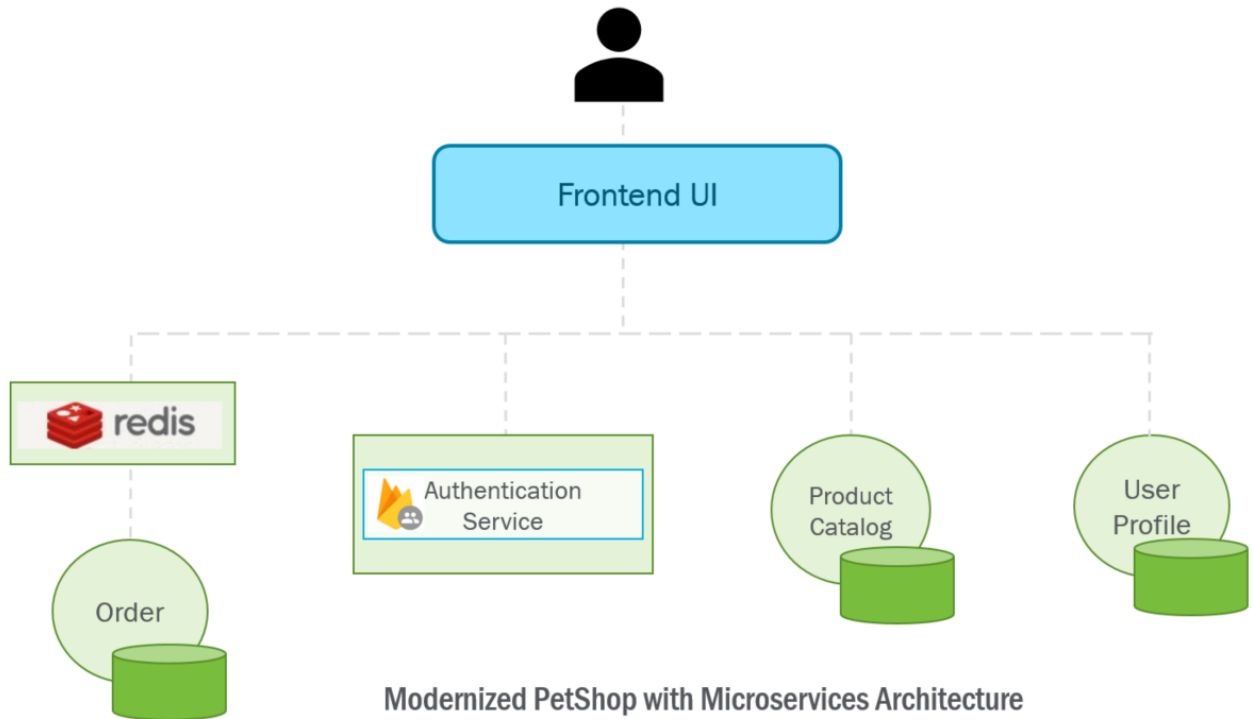 Frontend UI
redis
Authentication
Service
Product
Catalog
User
Profile
Order
Modernized PetShop with Microservices Architecture